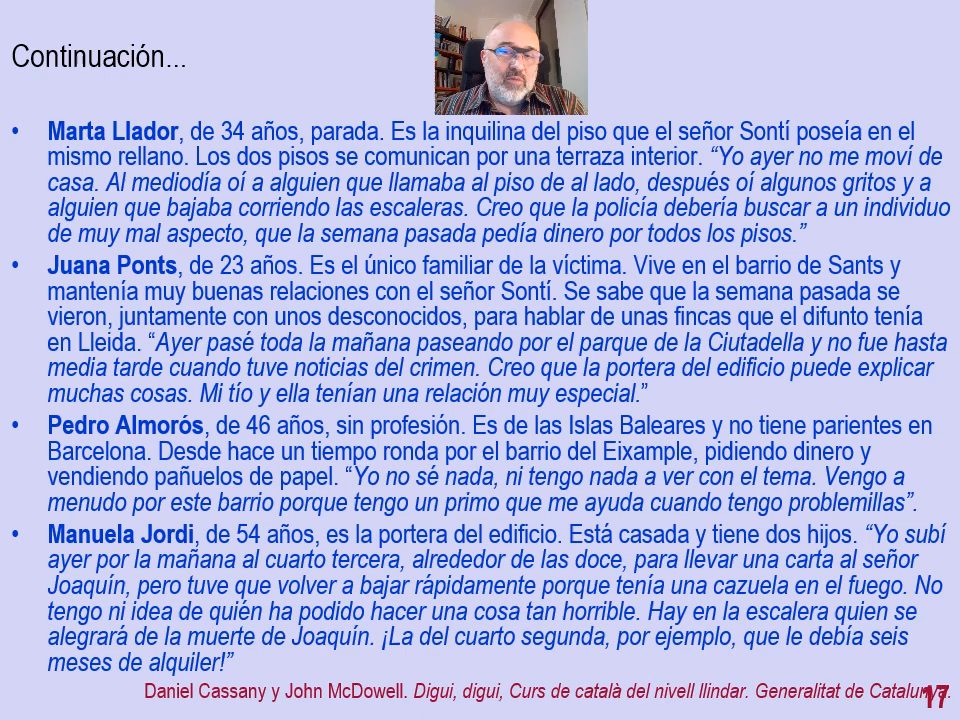 Continuación...
• Marta Llador, de 34 años, parada. Es la inquilina del piso que el señor Sontí poseía en el
mismo rellano. Los dos pisos se comunican por una terraza interior. “Yo ayer no me moví de
casa. Al mediodía oí a alguien que llamaba al piso de al lado, después oí algunos gritos y a
alguien que bajaba corriendo las escaleras. Creo que la policía debería buscar a un individuo
de muy mal aspecto, que la semana pasada pedía dinero por todos los pisos.”
• Juana Ponts, de 23 años. Es el único familiar de la víctima. Vive en el barrio de Sants y
mantenía muy buenas relaciones con el señor Sontí. Se sabe que la semana pasada se
vieron, juntamente con unos desconocidos, para hablar de unas fincas que el difunto tenía
en Lleida. “Ayer pasé toda la mañana paseando por el parque de la Ciutadella y no fue hasta
media tarde cuando tuve noticias del crimen. Creo que la portera del edificio puede explicar
muchas cosas. Mi tío y ella tenían una relación muy especial.”
• Pedro Almorós, de 46 años, sin profesión. Es de las Islas Baleares y no tiene parientes en
Barcelona. Desde hace un tiempo ronda por el barrio del Eixample, pidiendo dinero y
vendiendo pañuelos de papel. “Yo no sé nada, ni tengo nada a ver con el tema. Vengo a
menudo por este barrio porque tengo un primo que me ayuda cuando tengo problemillas”.
• Manuela Jordi, de 54 años, es la portera del edificio. Está casada y tiene dos hijos. “Yo subí
ayer por la mañana al cuarto tercera, alrededor de las doce, para llevar una carta al señor
Joaquín, pero tuve que volver a bajar rápidamente porque tenía una cazuela en el fuego. No
tengo ni idea de quién ha podido hacer una cosa tan horrible. Hay en la escalera quien se
alegrará de la muerte de Joaquín. ¡La del cuarto segunda, por ejemplo, que le debía seis
meses de alquiler!”
Daniel Cassany y John McDowell. Digui, digui, Curs de català del nivell llindar. Generalitat de Catalunya.
17